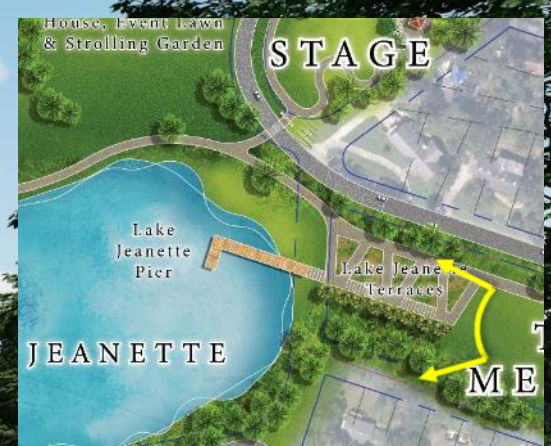 House, Event Lawn
& Strolling Garden
STAGE
Lake
Jeanette
Pier
Lake Jeanette
Terraces
JEANETTE
ME